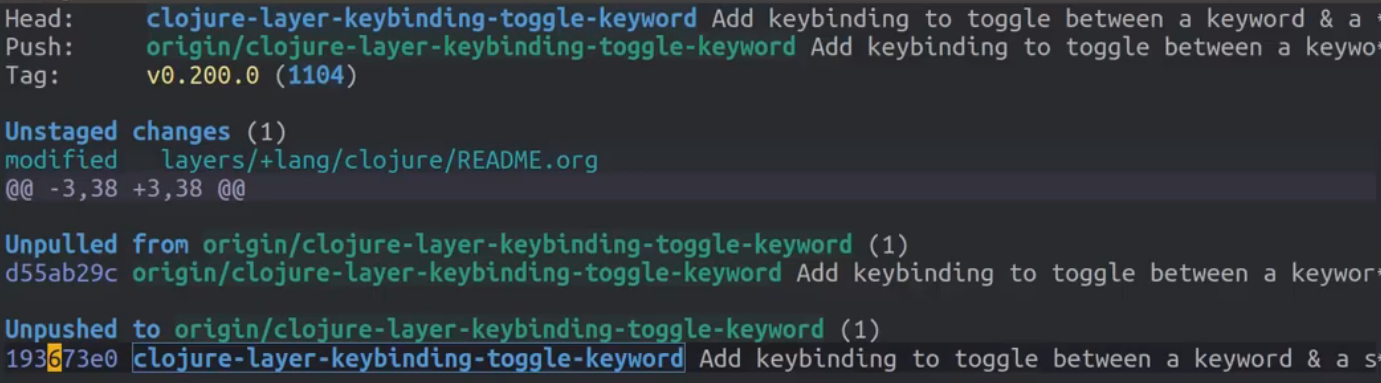 Head: clojure-layer-keybinding-toggle-keyword Add keybinding to toggle between a keyword & a
Push: origin/clojure-layer-keybinding-toggle-keyword Add keybinding to toggle between a keywo
Tag: v0.200.0 (1104)
Unstaged changes (1)
modified layers/+lang/clojure/README.org
@@ -3,38 +3,38 @@
Unpulled from origin/clojure-layer-keybinding-toggle-keyword (1)
d55ab29c origin/clojure-layer-keybinding-toggle-keyword Add keybinding to toggle between a keywor
Unpushed to origin/clojure-layer-keybinding-toggle-keyword (1)
193673e0 clojure-layer-keybinding-toggle-keyword Add keybinding to toggle between a keyword & a s